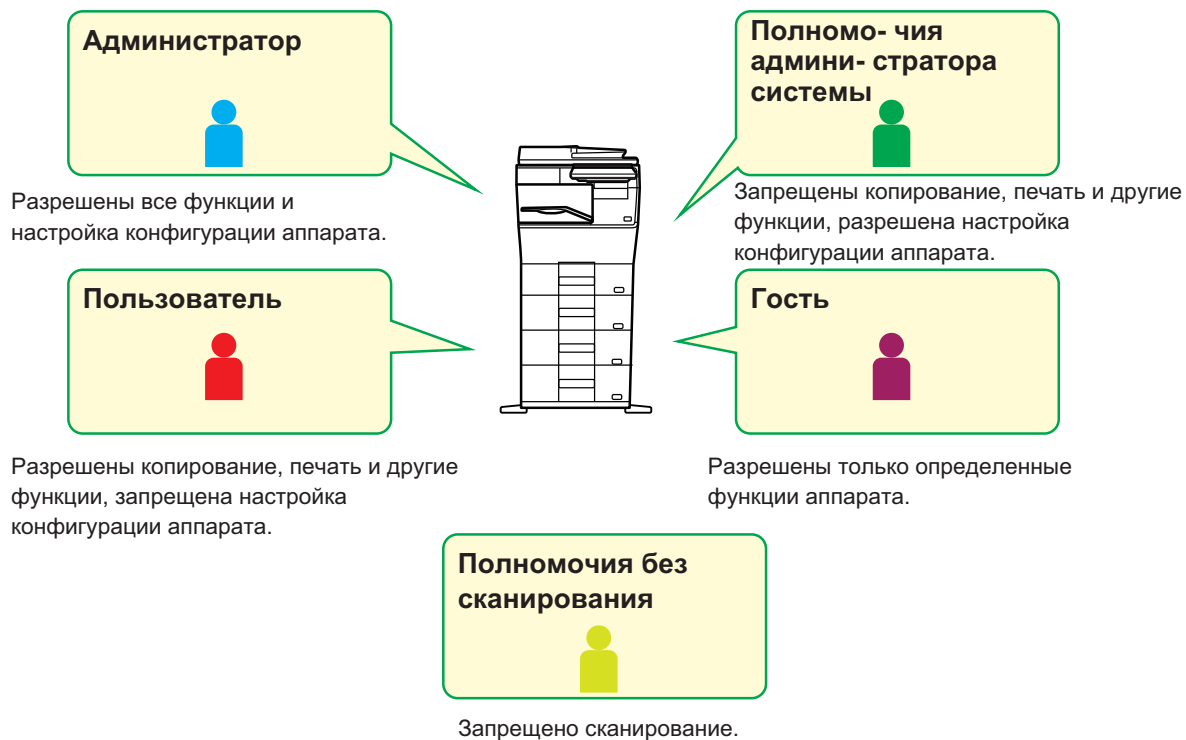 Администратор
Разрешены все функции и
настройка конфигурации аппарата.
Полномо- чия
админи- стратора
системы
Запрещены копирование, печать и другие
функции, разрешена настройка
конфигурации аппарата.
Пользователь
Разрешены копирование, печать и другие
функции, запрещена настройка
конфигурации аппарата.
Гость
Разрешены только определенные
функции аппарата.
Полномочия без
сканирования
Запрещено сканирование.